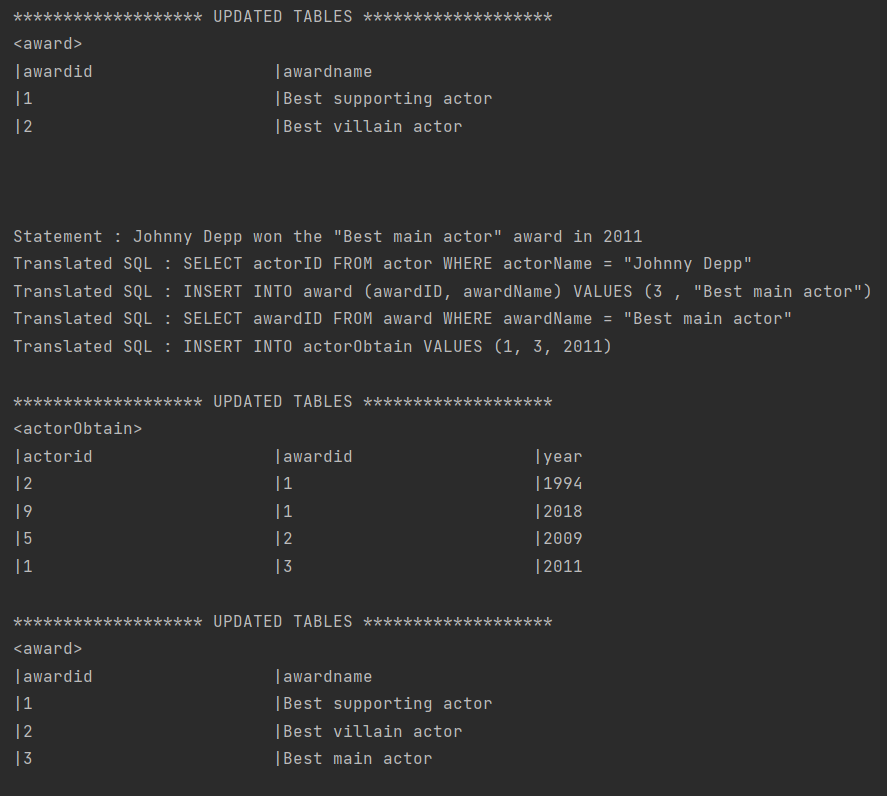 ******************* UPDATED TABLES *******************
<award>
|awardid                  |awardname
|1                        |Best supporting actor
|2                        |Best villain actor
Statement : Johnny Depp won the "Best main actor" award in 2011
Translated SQL : SELECT actorID FROM actor WHERE actorName = "Johnny Depp"
Translated SQL : INSERT INTO award (awardID, awardName) VALUES (3 , "Best main actor")
Translated SQL : SELECT awardID FROM award WHERE awardName = "Best main actor"
Translated SQL : INSERT INTO actorObtain VALUES (1, 3, 2011)
******************* UPDATED TABLES *******************
<actorObtain>
|actorid                  |awardid                  |year
|2                        |1                        |1994
|9                        |1                        |2018
|5                        |2                        |2009
|1                        |3                        |2011
******************* UPDATED TABLES *******************
<award>
|awardid                  |awardname
|1                        |Best supporting actor
|2                        |Best villain actor
|3                        |Best main actor